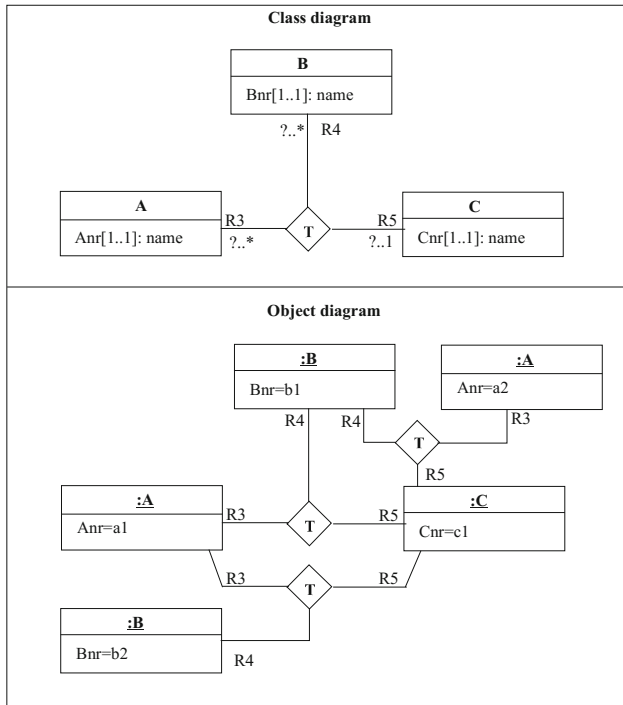 Class diagram
B
Bnr[1..1]: name
?..* R4
A
Anr[1..1]: name
R3
?..*
T
R5
?..1
C
Cnr[1..1]: name
Object diagram
:B
Bnr=b1
:A
Anr=a2
R4 R4
T
R3
R5
:A
Anr=a1
R3
T
R5
:C
Cnr=c1
R3
T
R5
:B
Bnr=b2
R4